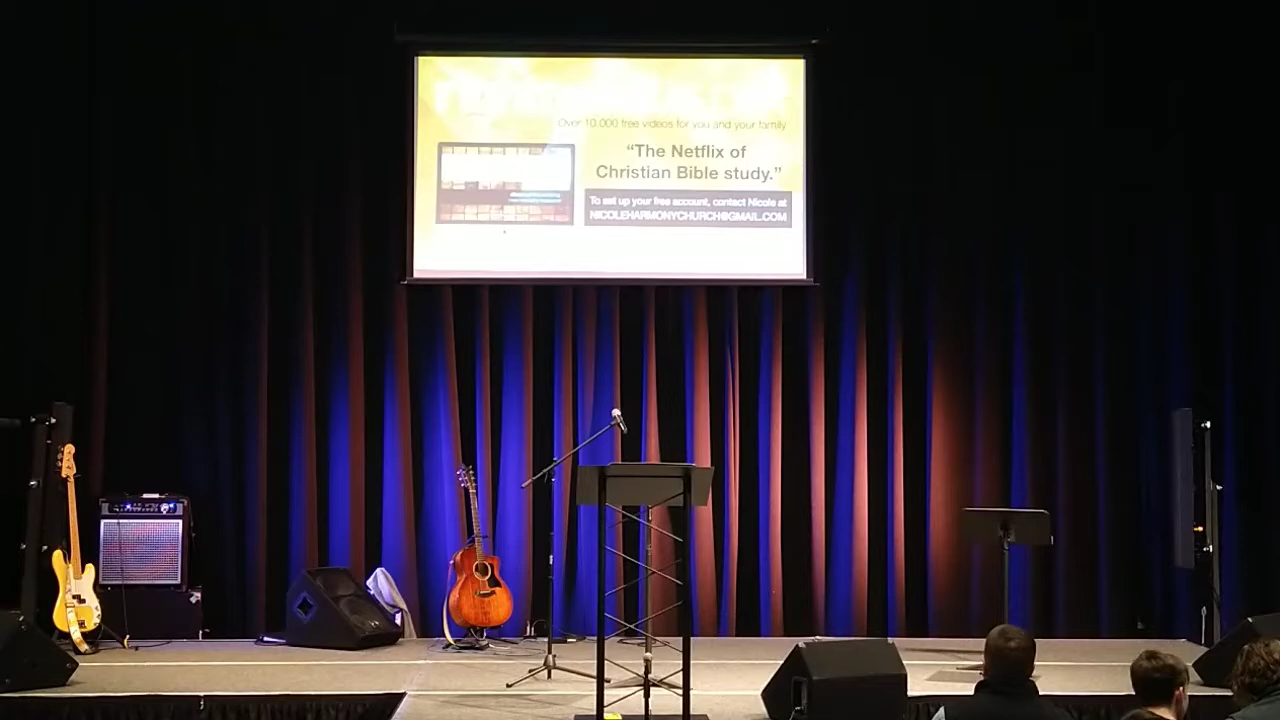 Over 10,000 free videos for you and your family
“The Netflix of
Christian Bible study.”
To set up your free account, contact Nicole at
NICOLEHARMONYCHURCH@GMAIL.COM